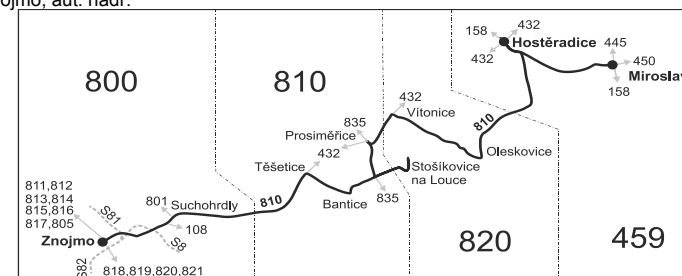 ojmo, aut. nádr.
158
432
Hostěradice
432
445
450
Miroslav
158
800
810
432
Vitonice
835
810
Prosiměřice
432
Oleskovice
Těšetice
Stošíkovice
na Louce
811,812
813,814
815,816
817,805
801
Suchohrdly
810
Bantice
835
S81
108
Znojmo
S8
820
459
S82
818,819,820,821